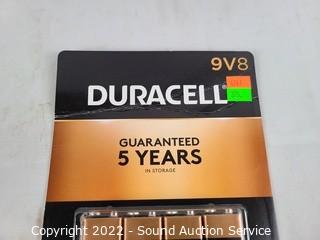 9V8
DURACELL
GUARANTEED
5 YEARS
IN STORAGE
Copyright 2022 - Sound Auction Service